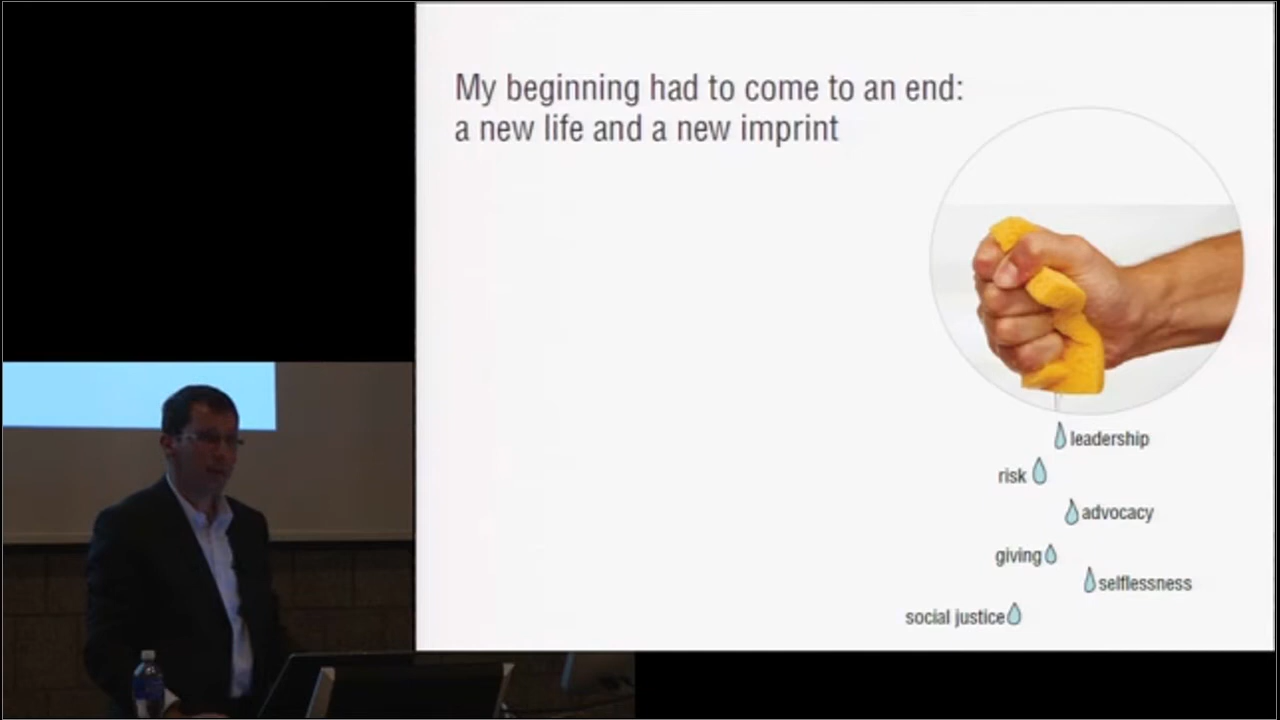 My beginning had to come to an end:
a new life and a new imprint
leadership
risk
advocacy
giving
selflessness
social justice